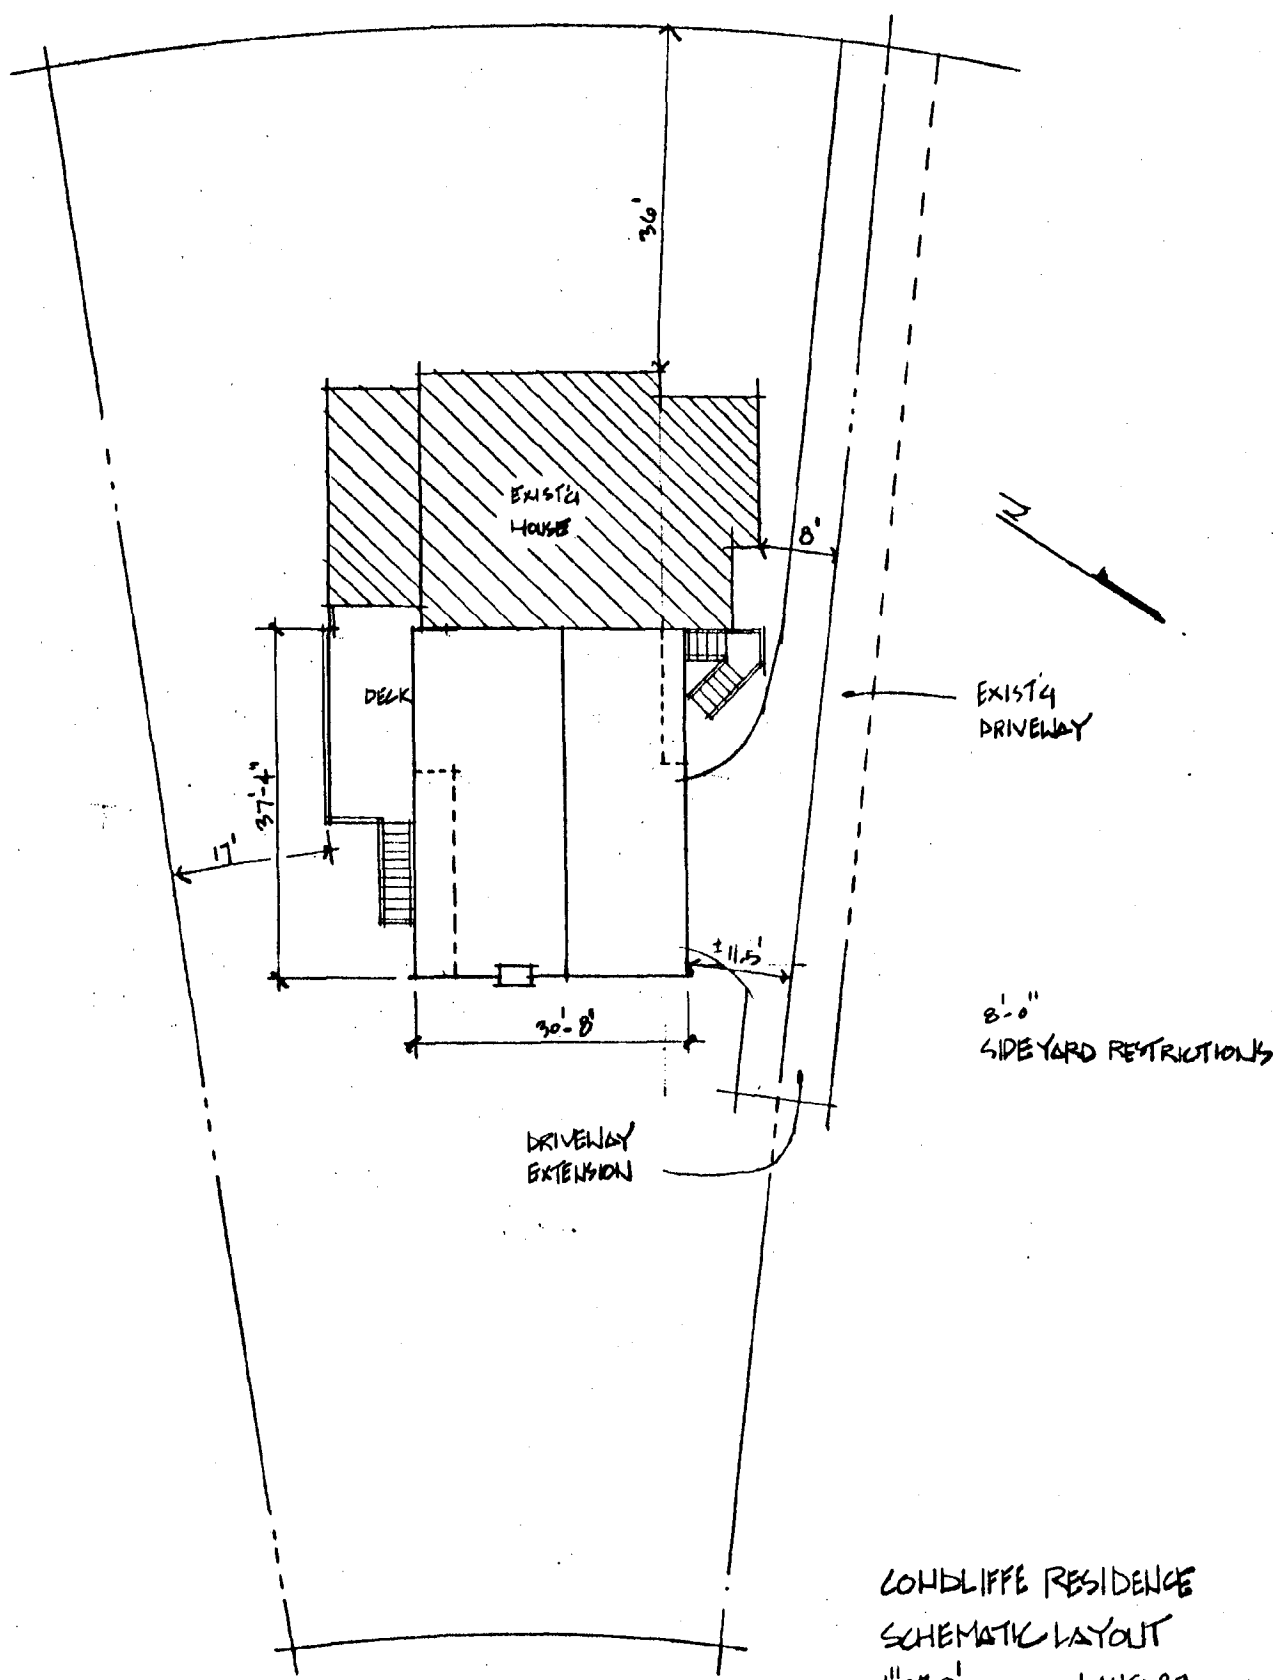 36'
EXIST'G
HOUSE
8'
N
DECK
EXIST'G
DRIVEWAY
37'-4"
17'
±11.5'
30'-8"
8'-0"
SIDEYARD RESTRICTIONS
DRIVEWAY
EXTENSION
CONDLIFFE RESIDENCE
SCHEMATIC LAYOUT